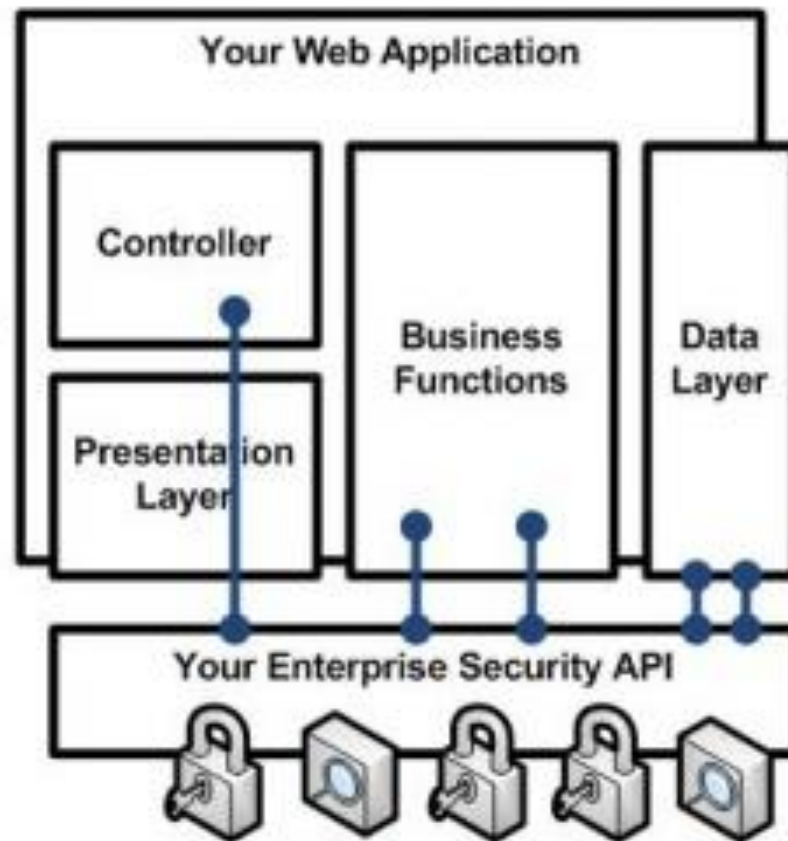 Your Web Application
Controller
Presentation
Layer
Business
Functions
Data
Layer
Your Enterprise Security API